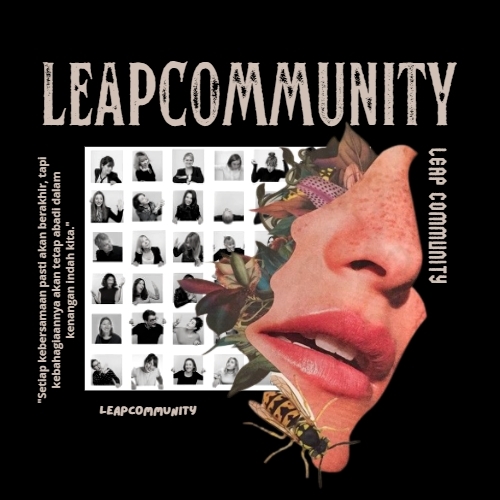 LEAPCOMMUNITY
"Setiap kebersamaan pasti akan berakhir, tapi
kebahagiaannya akan tetap abadi dalam
kenangan indah kita."
LEAP COMMUNITY
LEAPCOMMUNITY